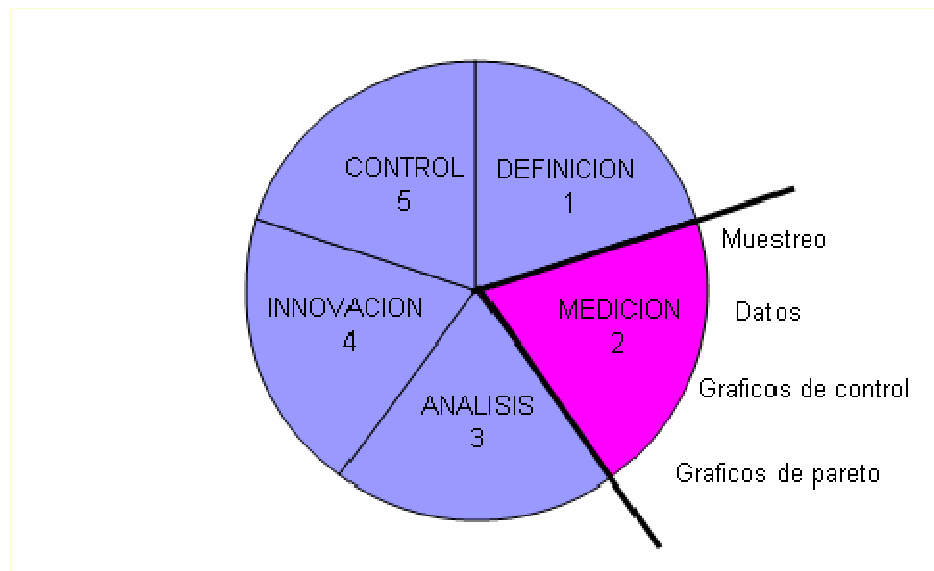 CONTROL
5
DEFINICION
1
Muestreo
MEDICION
2
Datos
INNOVACION
4
Graficos de control
ANALISIS
3
Graficos de pareto